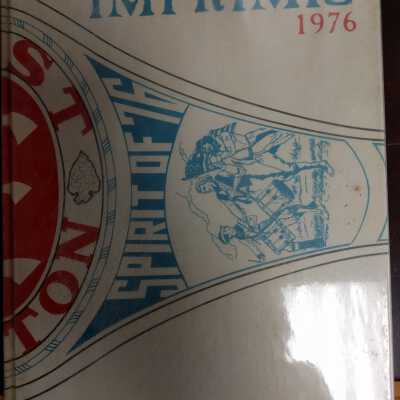 IMPRIMIS
1976
ST
TON
SPIRIT OF '76